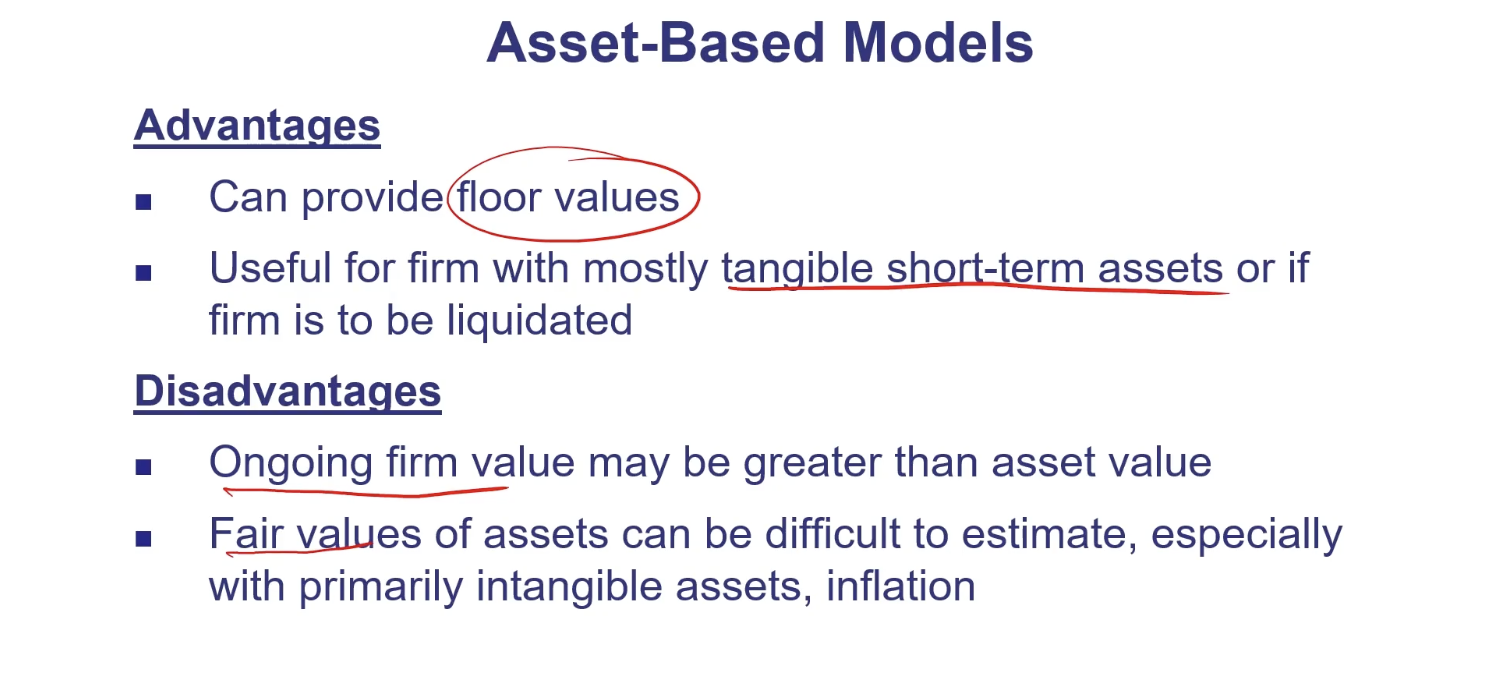 Asset-Based Models
Advantages
▪ Can provide floor values
▪ Useful for firm with mostly tangible short-term assets or if
firm is to be liquidated
Disadvantages
▪ Ongoing firm value may be greater than asset value
▪ Fair values of assets can be difficult to estimate, especially
with primarily intangible assets, inflation